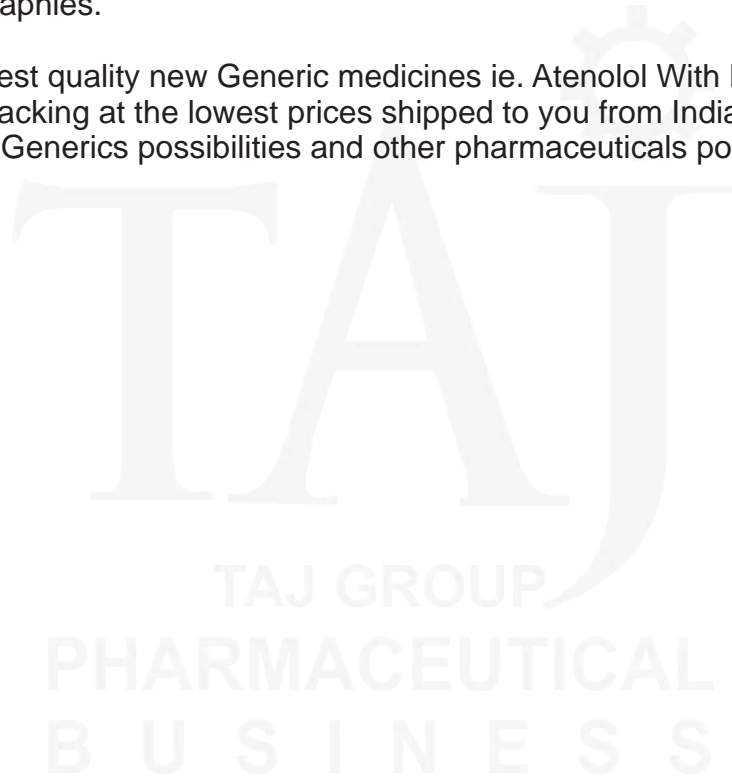 aphies.
est quality new Generic medicines ie. Atenolol With
acking at the lowest prices shipped to you from India
Generics possibilities and other pharmaceuticals po
TAJ
TAJ GROUP
PHARMACEUTICAL
BUSINESS